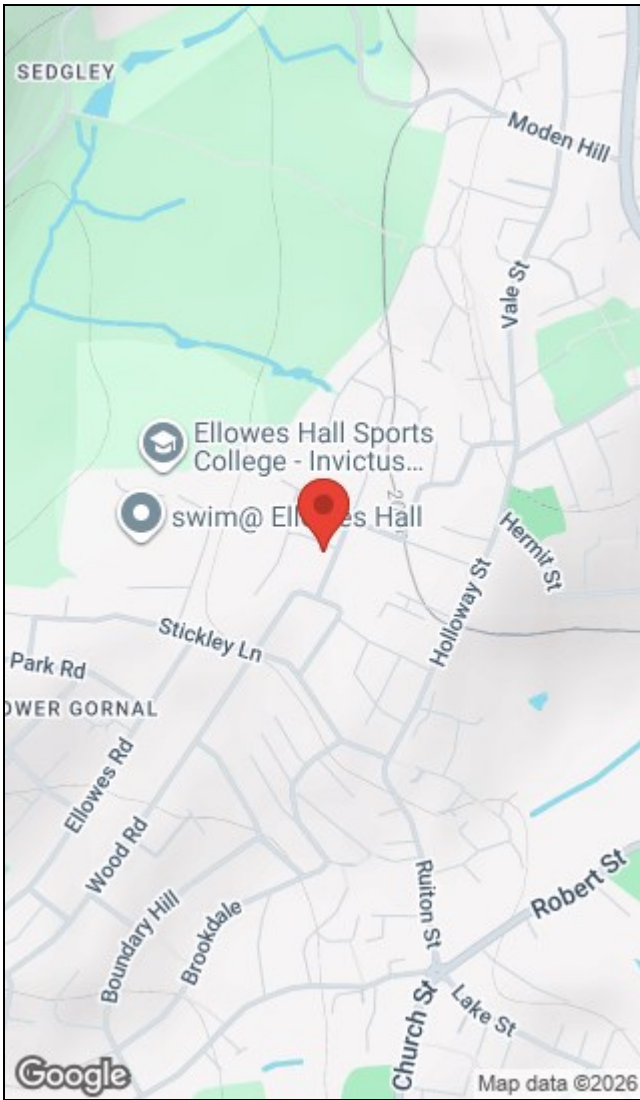 SEDGLEY
Moden Hill
Vale St
Ellowes Hall Sports
College - Invictus...
swim@ Ellowes Hall
Hermit St
Holloway St
Stickley Ln
Park Rd
OWER GORNAL
Ellowes Rd
Wood Rd
Boundary Hill
Brookdale
Ruiton St
Robert St
Church St
Lake St
Google
Map data ©2026